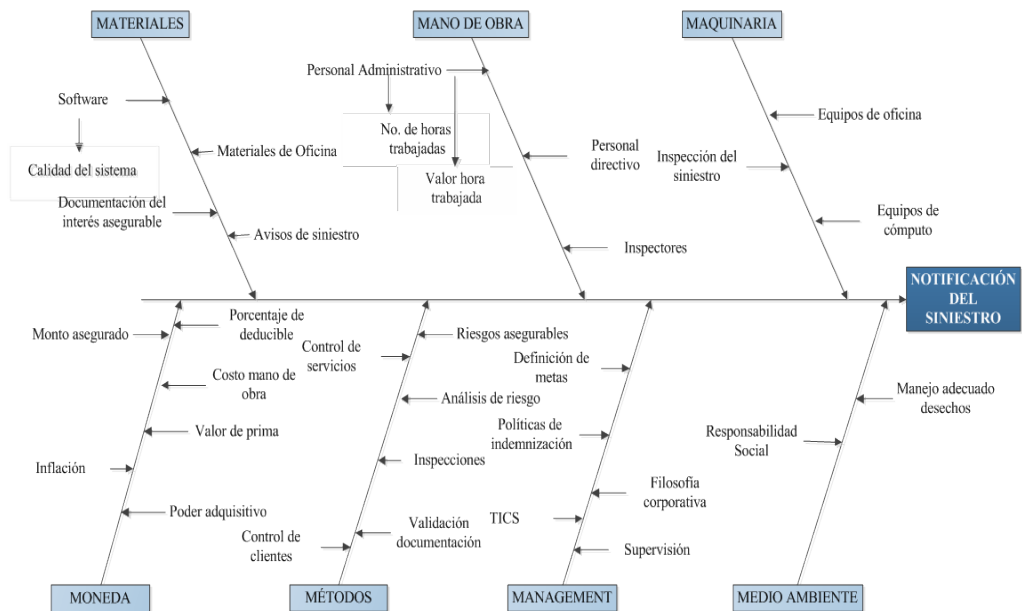 MATERIALES
MANO DE OBRA
MAQUINARIA
Software
Calidad del sistema
Materiales de Oficina
Documentación del
interés asegurable
Avisos de siniestro
Personal Administrativo
No. de horas
trabajadas
Valor hora
trabajada
Personal
directivo
Inspectores
Equipos de oficina
Inspección del
siniestro
Equipos de
cómputo
NOTIFICACIÓN
DEL
SINIESTRO
Porcentaje de
deducible
Monto asegurado
Costo mano de
obra
Valor de prima
Inflación
Poder adquisitivo
Riesgos asegurables
Control de
servicios
Análisis de riesgo
Inspecciones
Validación
documentación
Control de
clientes
Definición de
metas
Políticas de
indemnización
Filosofía
corporativa
TICS
Supervisión
Manejo adecuado
desechos
Responsabilidad
Social
MONEDA
MÉTODOS
MANAGEMENT
MEDIO AMBIENTE